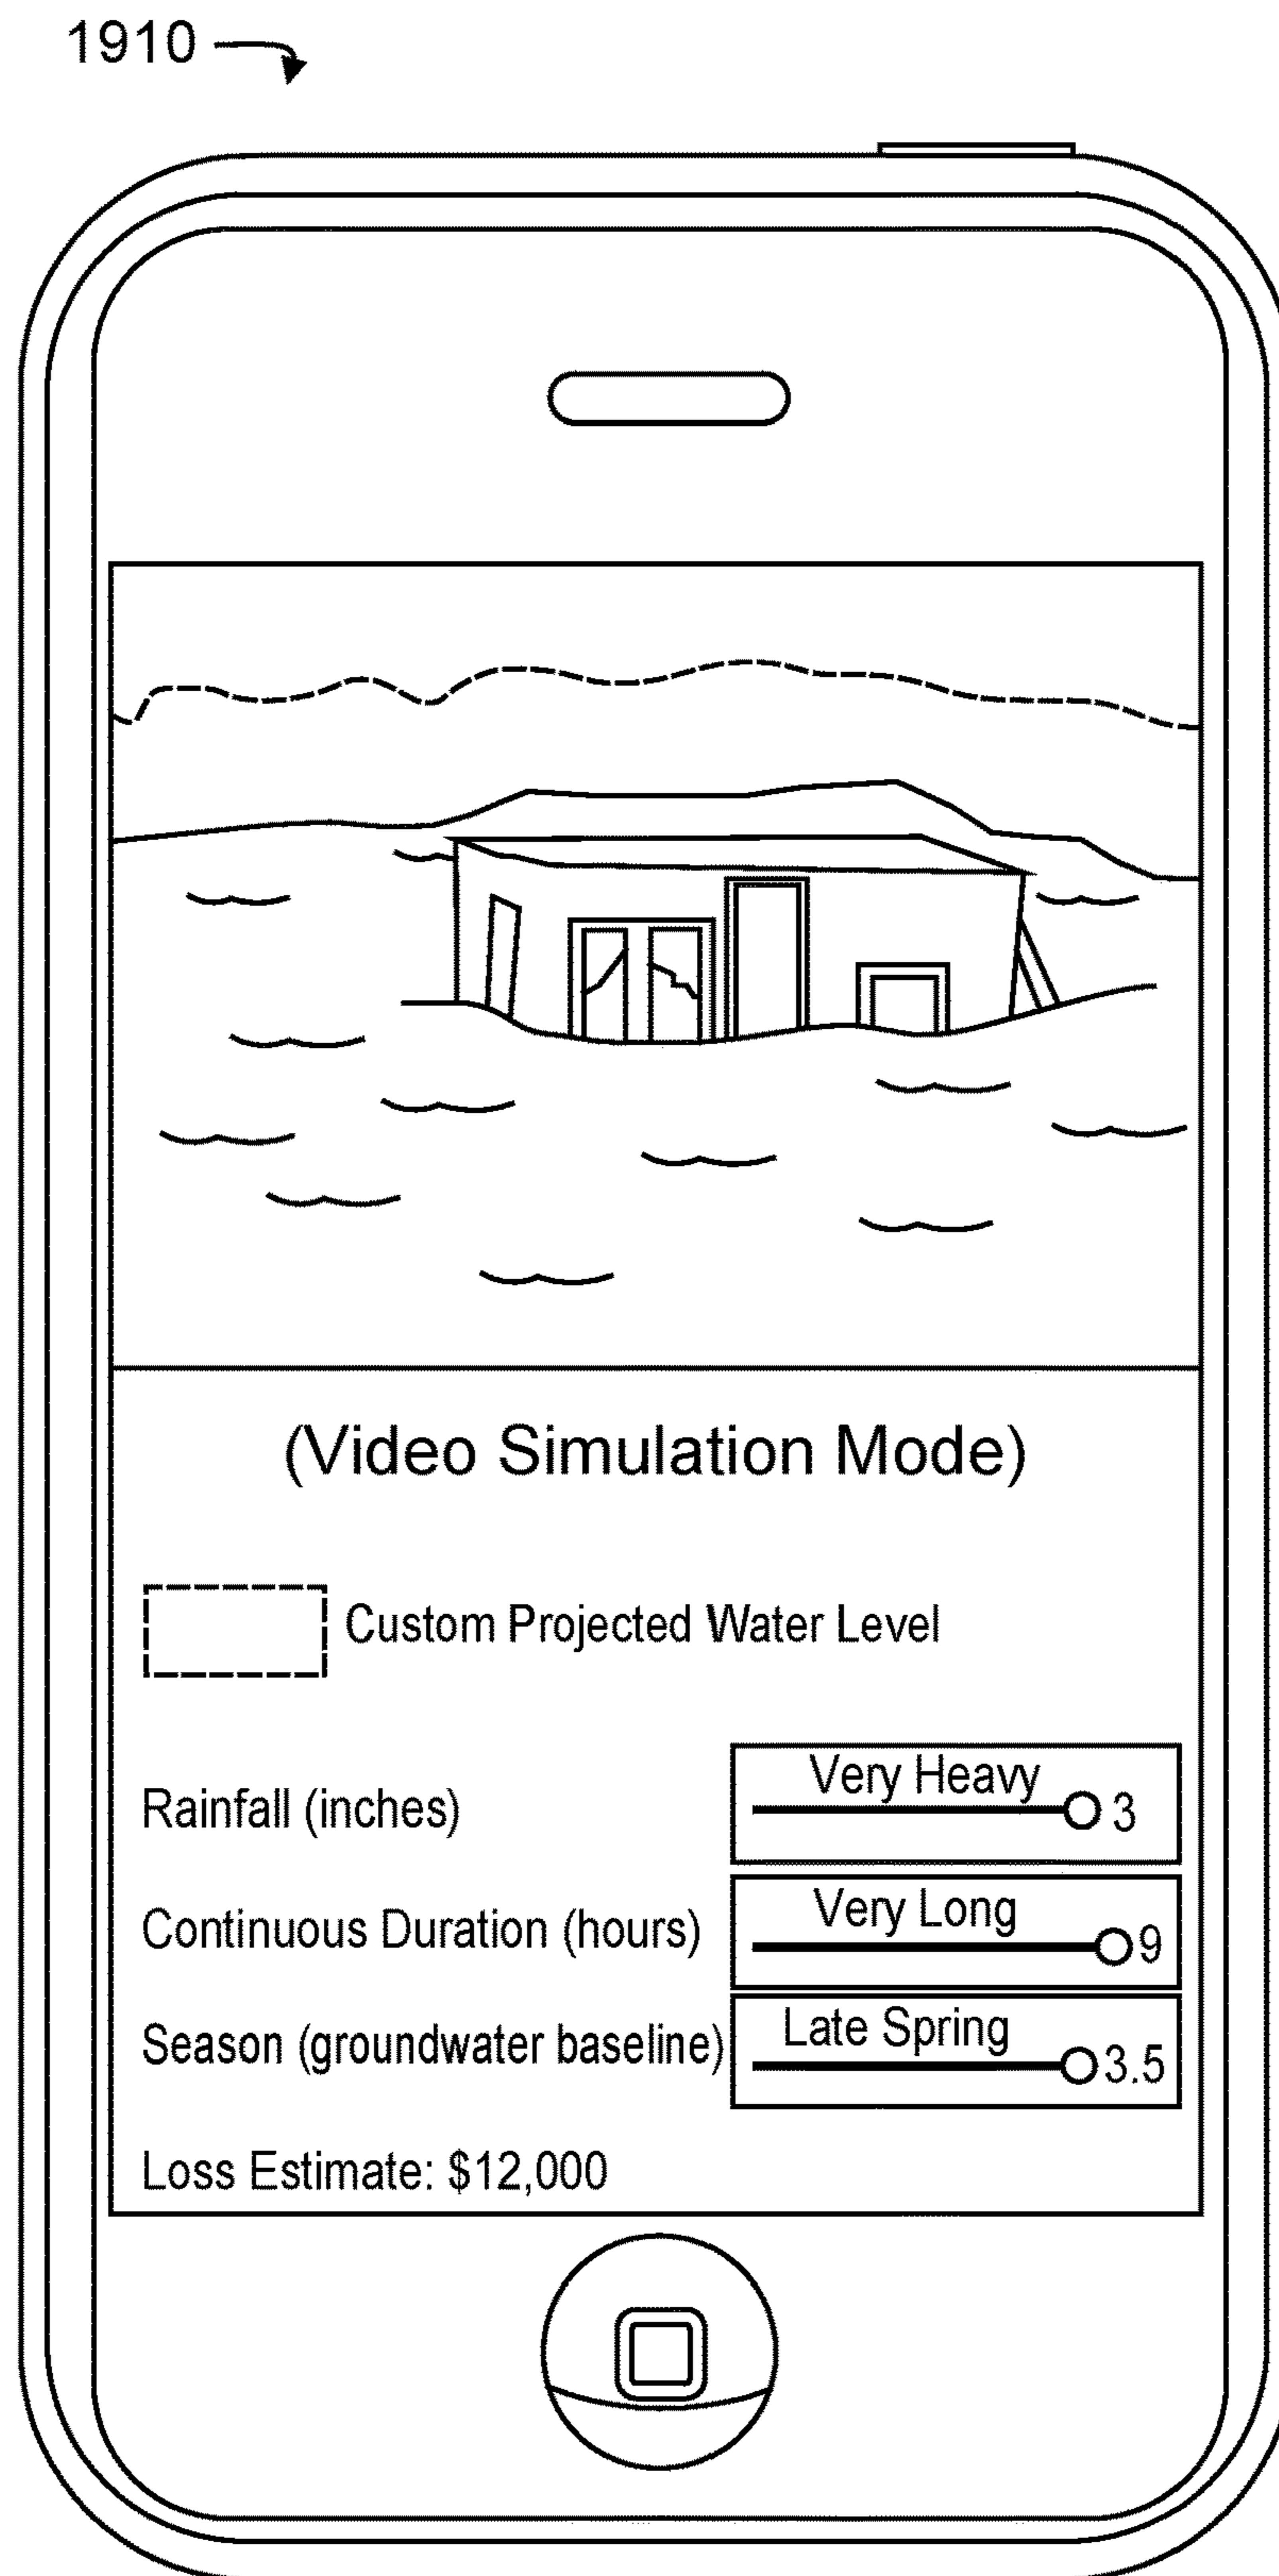 1910
(Video Simulation Mode)
Custom Projected Water Level
Rainfall (inches)
Very Heavy
3
Continuous Duration (hours)
Very Long
9
Season (groundwater baseline)
Late Spring
3.5
Loss Estimate: $12,000